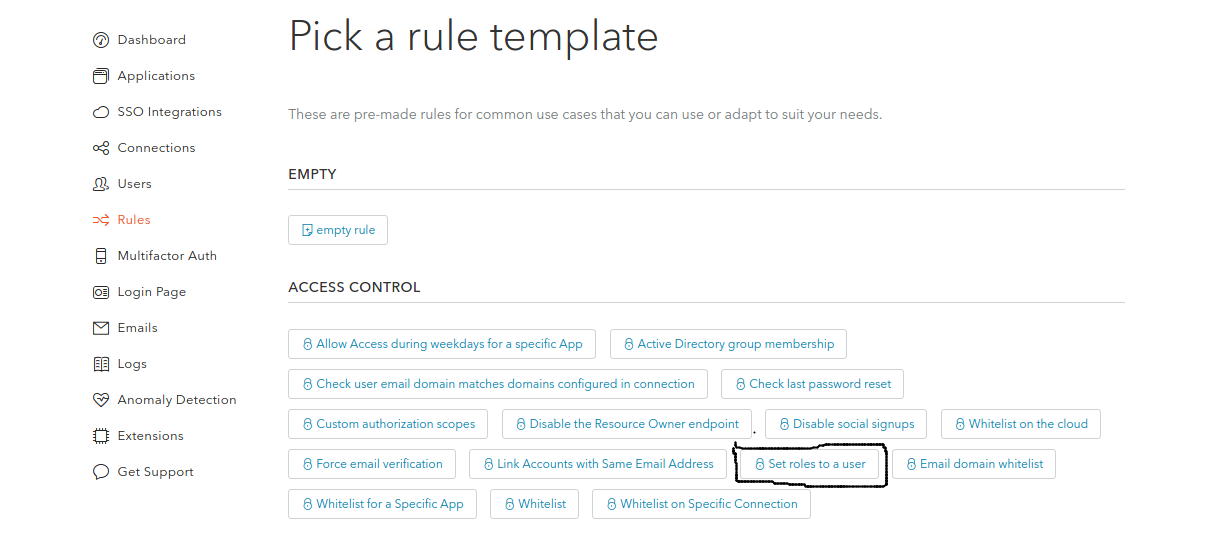 Pick a rule template
Dashboard
Applications
SSO Integrations
Connections
Users
Rules
Multifactor Auth
Login Page
Emails
Logs
Anomaly Detection
Extensions
Get Support
These are pre-made rules for common use cases that you can use or adapt to suit your needs.
EMPTY
empty rule
ACCESS CONTROL
Allow Access during weekdays for a specific App Active Directory group membership
Check user email domain matches domains configured in connection Check last password reset
Custom authorization scopes Disable the Resource Owner endpoint Disable social signups Whitelist on the cloud
Force email verification Link Accounts with Same Email Address Set roles to a user Email domain whitelist
Whitelist for a Specific App Whitelist Whitelist on Specific Connection